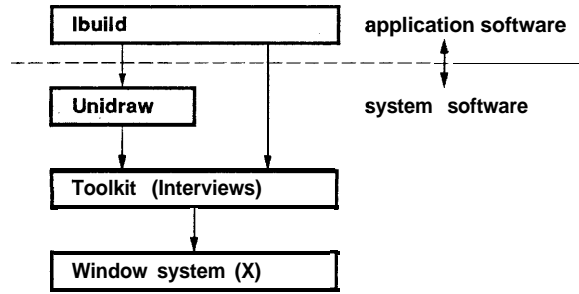 Ibuild
application software
Unidraw
system software
Toolkit (Interviews)
Window system (X)